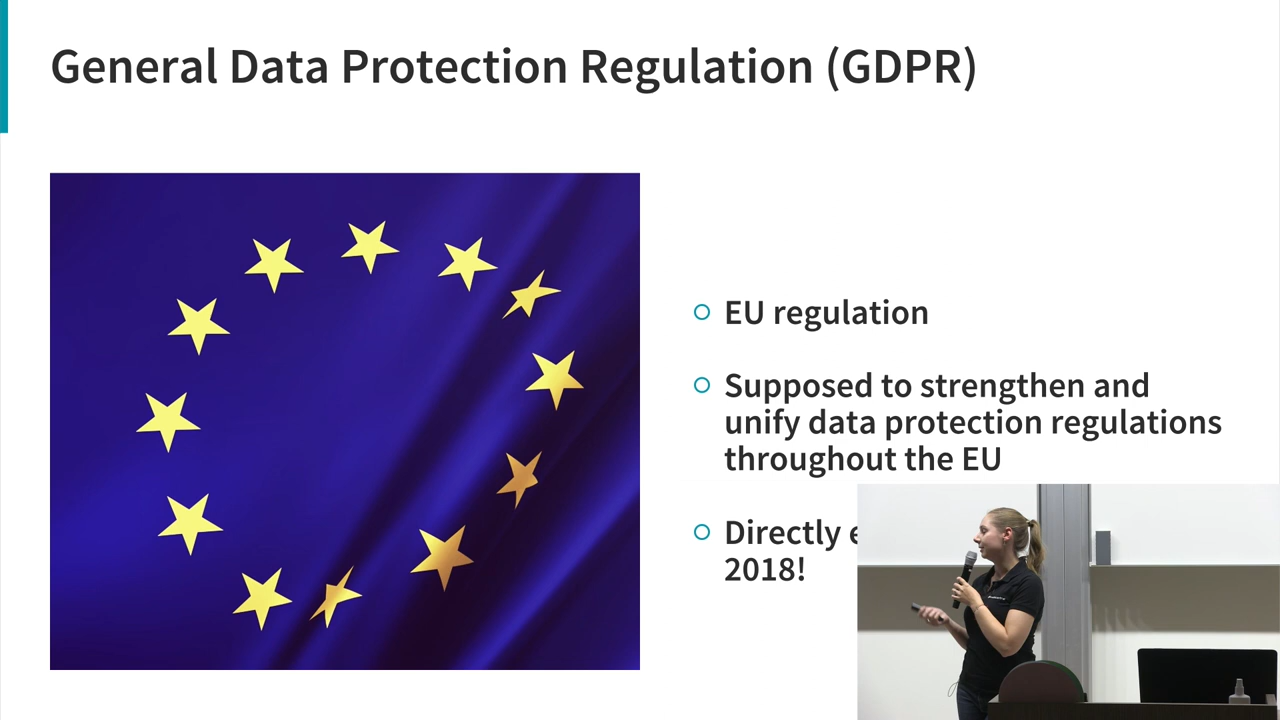 General Data Protection Regulation (GDPR)
EU regulation
Supposed to strengthen and
unify data protection regulations
throughout the EU
Directly
2018!